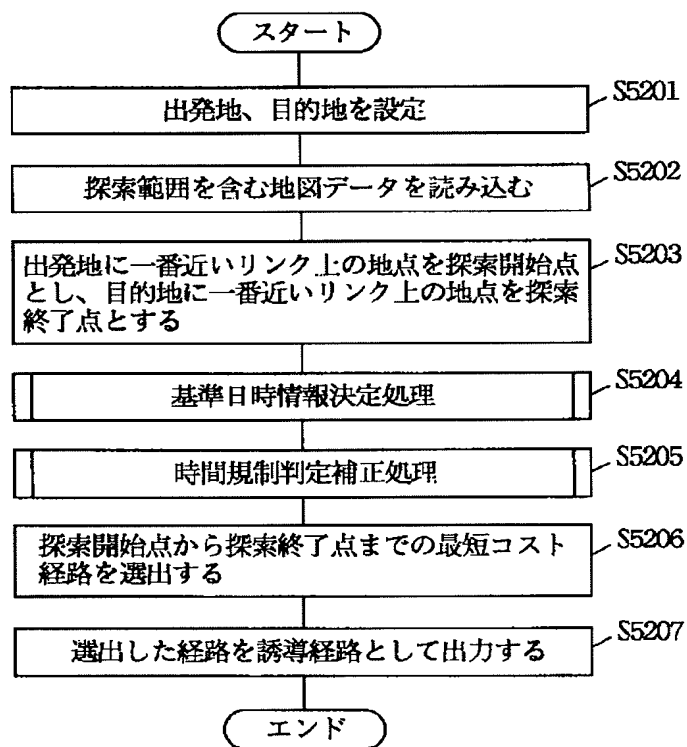 スタート
出発地、目的地を設定
S5201
探索範囲を含む地図データを読み込む
S5202
出発地に一番近いリンク上の地点を探索開始点
とし、目的地に一番近いリンク上の地点を探索
終了点とする
S5203
基準日時情報決定処理
S5204
時間規制判定補正処理
S5205
探索開始点から探索終了点までの最短コスト
経路を選出する
S5206
選出した経路を誘導経路として出力する
S5207
エンド